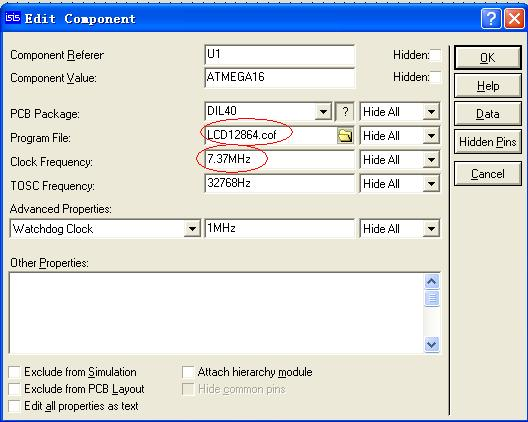 isis Edit Component
Component Referer U1 Hidden: OK
Component Value: ATMEGA16 Hidden:
Help
PCB Package: DIL40 ? Hide All Data
Program File: LCD12864.cof Hide All Hidden Pins
Clock Frequency: 7.37MHz Hide All
TOSC Frequency: 32768Hz Hide All Cancel
Advanced Properties:
Watchdog Clock 1MHz Hide All
Other Properties:
Exclude from Simulation Attach hierarchy module
Exclude from PCB Layout Hide common pins
Edit all properties as text